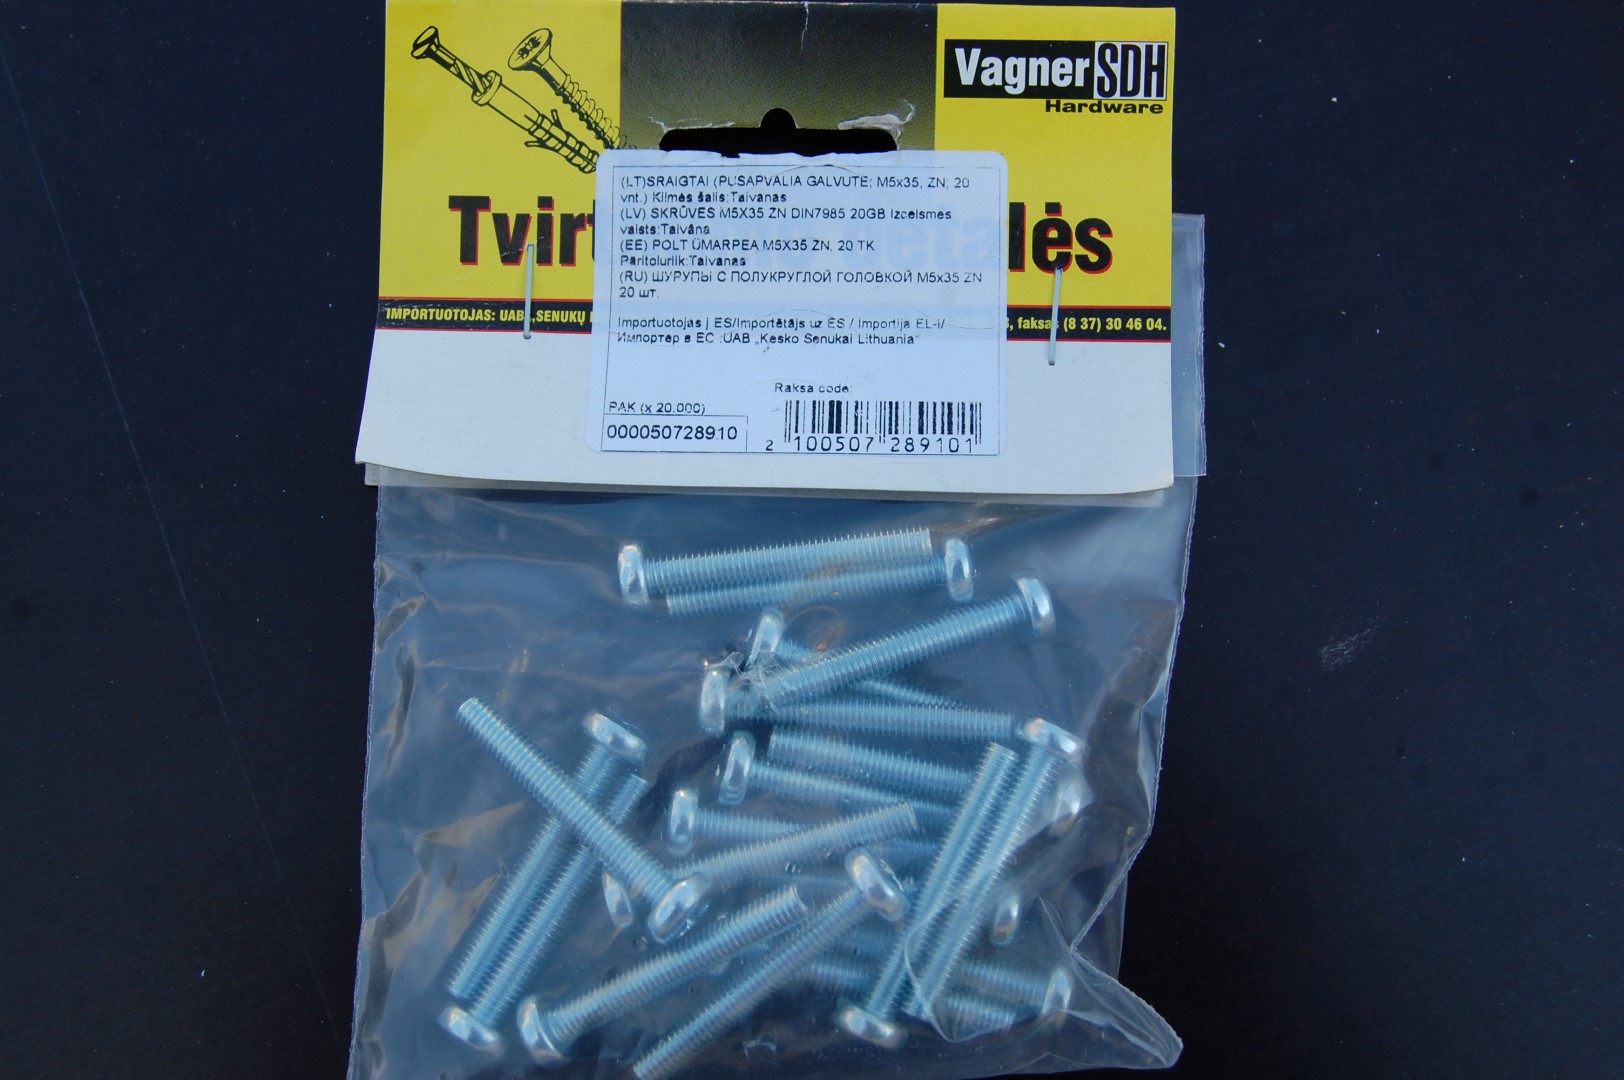 Vagner SDH
Hardware
Tvirt lės
IMPORTUOTOJAS: UAB „SENUKŲ faksas (8 37) 30 46 04.
(LT)SRAIGTAI (PUSAPVALIA GALVUTE; M5x35, ZN; 20
vnt.) Kilmės šalis:Taivanas
(LV) SKRŪVES M5X35 ZN DIN7985 20GB Izcelsmes
valsts:Taivāna
(EE) POLT ÜMARPEA M5X35 ZN, 20 TK
Päritoluriik:Taivanas
(RU) ШУРУПЫ С ПОЛУКРУГЛОЙ ГОЛОВКОЙ M5x35 ZN
20 шт.
Importuotojas į ES/Importētājs uz ES / Importija EL-i/
Импортер в ЕС :UAB „Kesko Senukai Lithuania"
Raksa code:
PAK (x 20.000)
000050728910
2 100507 289101